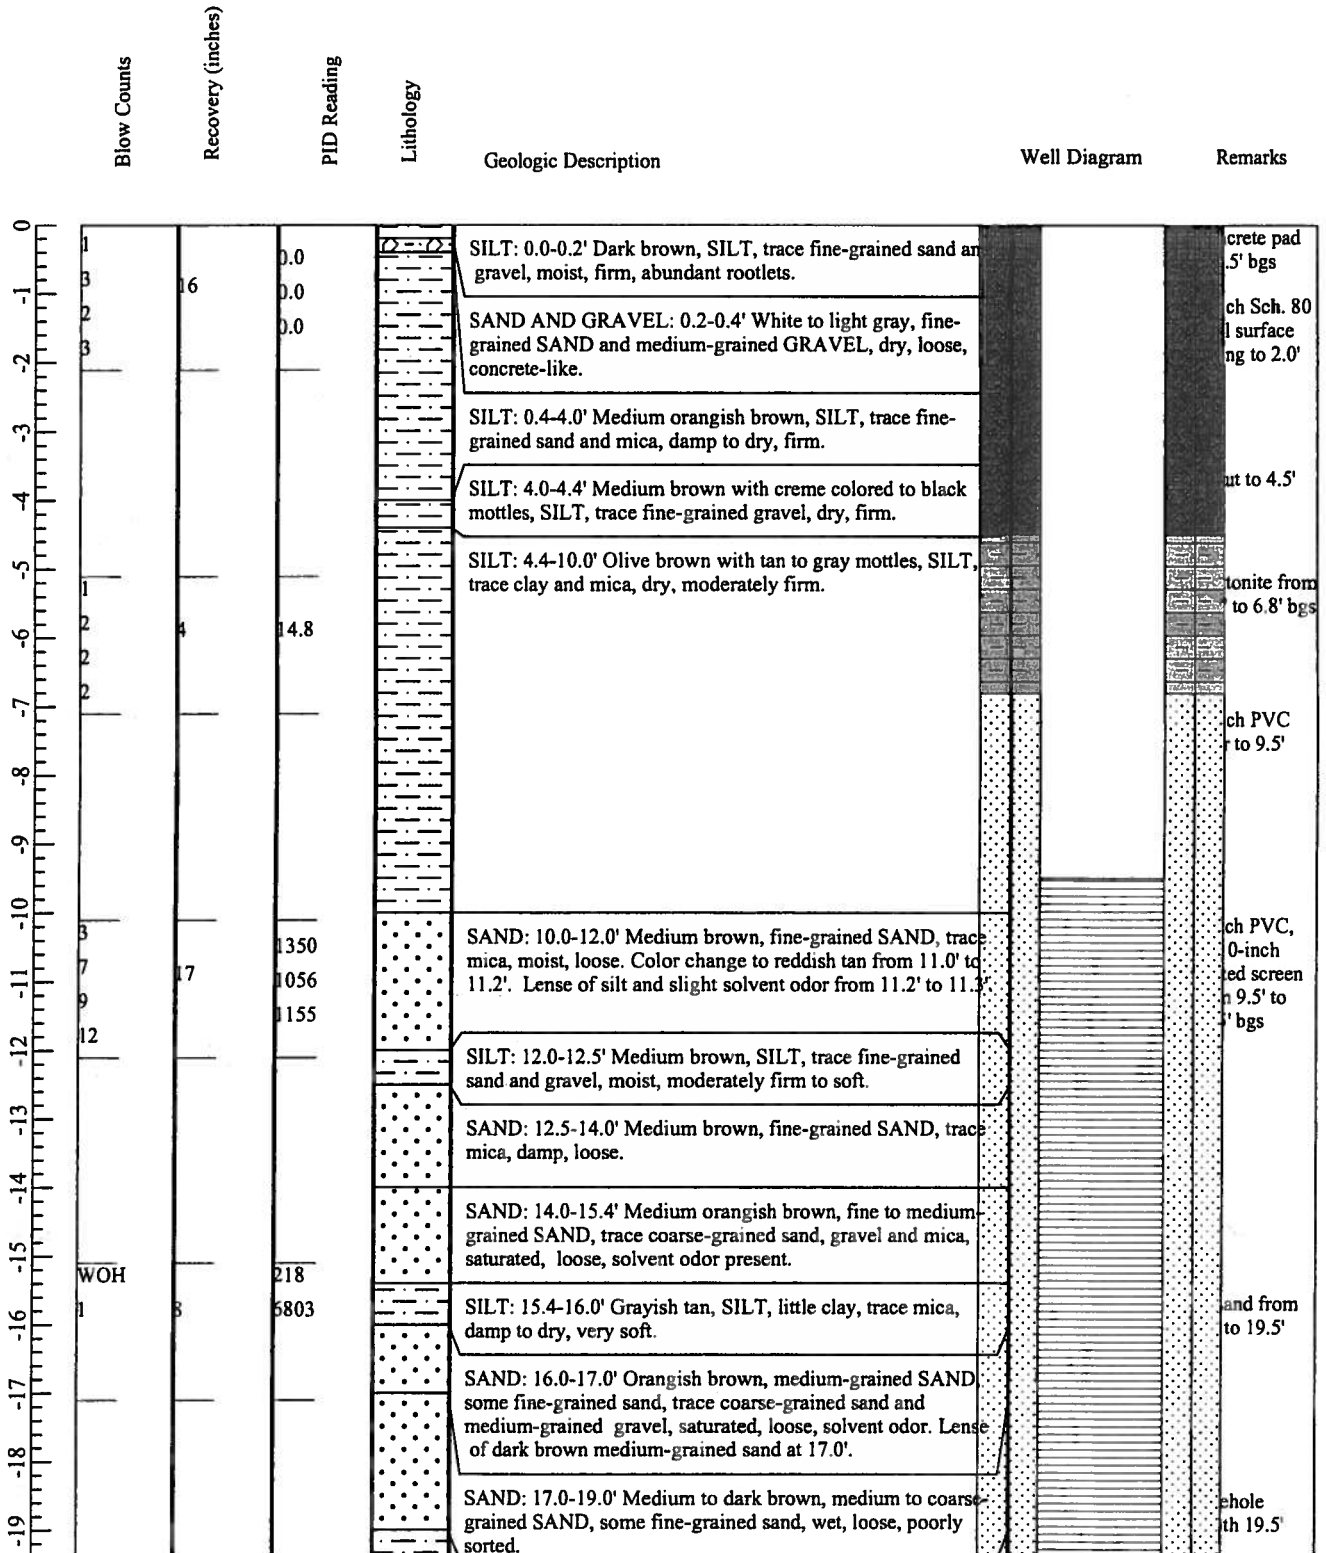 Blow Counts
Recovery (inches)
PID Reading
Lithology
Geologic Description
Well Diagram
Remarks
0
-1
-2
-3
-4
-5
-6
-7
-8
-9
-10
-11
-12
-13
-14
-15
-16
-17
-18
-19
1
3
2
3
16
0.0
0.0
0.0
1
2
2
2
4
14.8
3
7
9
12
17
1350
1056
1155
WOH
1
8
218
6803
SILT: 0.0-0.2' Dark brown, SILT, trace fine-grained sand an
gravel, moist, firm, abundant rootlets.
SAND AND GRAVEL: 0.2-0.4' White to light gray, fine-
grained SAND and medium-grained GRAVEL, dry, loose,
concrete-like.
SILT: 0.4-4.0' Medium orangish brown, SILT, trace fine-
grained sand and mica, damp to dry, firm.
SILT: 4.0-4.4' Medium brown with creme colored to black
mottles, SILT, trace fine-grained gravel, dry, firm.
SILT: 4.4-10.0' Olive brown with tan to gray mottles, SILT,
trace clay and mica, dry, moderately firm.
SAND: 10.0-12.0' Medium brown, fine-grained SAND, trace
mica, moist, loose. Color change to reddish tan from 11.0' to
11.2'. Lense of silt and slight solvent odor from 11.2' to 11.3'.
SILT: 12.0-12.5' Medium brown, SILT, trace fine-grained
sand and gravel, moist, moderately firm to soft.
SAND: 12.5-14.0' Medium brown, fine-grained SAND, trace
mica, damp, loose.
SAND: 14.0-15.4' Medium orangish brown, fine to medium-
grained SAND, trace coarse-grained sand, gravel and mica,
saturated, loose, solvent odor present.
SILT: 15.4-16.0' Grayish tan, SILT, little clay, trace mica,
damp to dry, very soft.
SAND: 16.0-17.0' Orangish brown, medium-grained SAND
some fine-grained sand, trace coarse-grained sand and
medium-grained gravel, saturated, loose, solvent odor. Lense
of dark brown medium-grained sand at 17.0'.
SAND: 17.0-19.0' Medium to dark brown, medium to coarse-
grained SAND, some fine-grained sand, wet, loose, poorly
sorted.
crete pad
.5' bgs
ch Sch. 80
l surface
ng to 2.0'
ut to 4.5'
tonite from
' to 6.8' bgs
ch PVC
r to 9.5'
ch PVC,
0-inch
ted screen
n 9.5' to
' bgs
and from
to 19.5'
ehole
th 19.5'